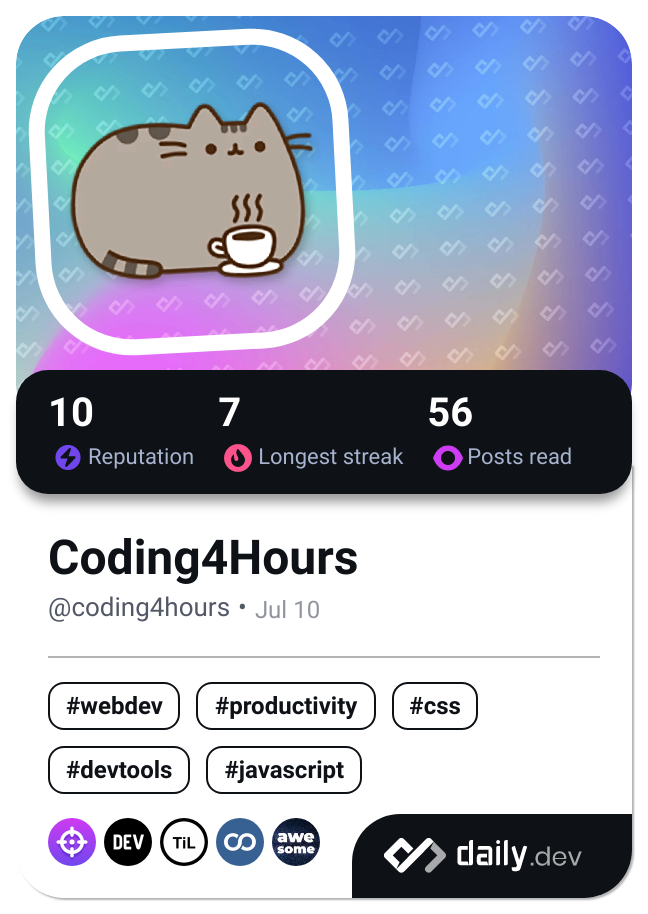 10 7 56
Reputation Longest streak Posts read
Coding4Hours
@coding4hours • Jul 10
#webdev #productivity #css
#devtools #javascript
DEV TiL awe
some
daily.dev